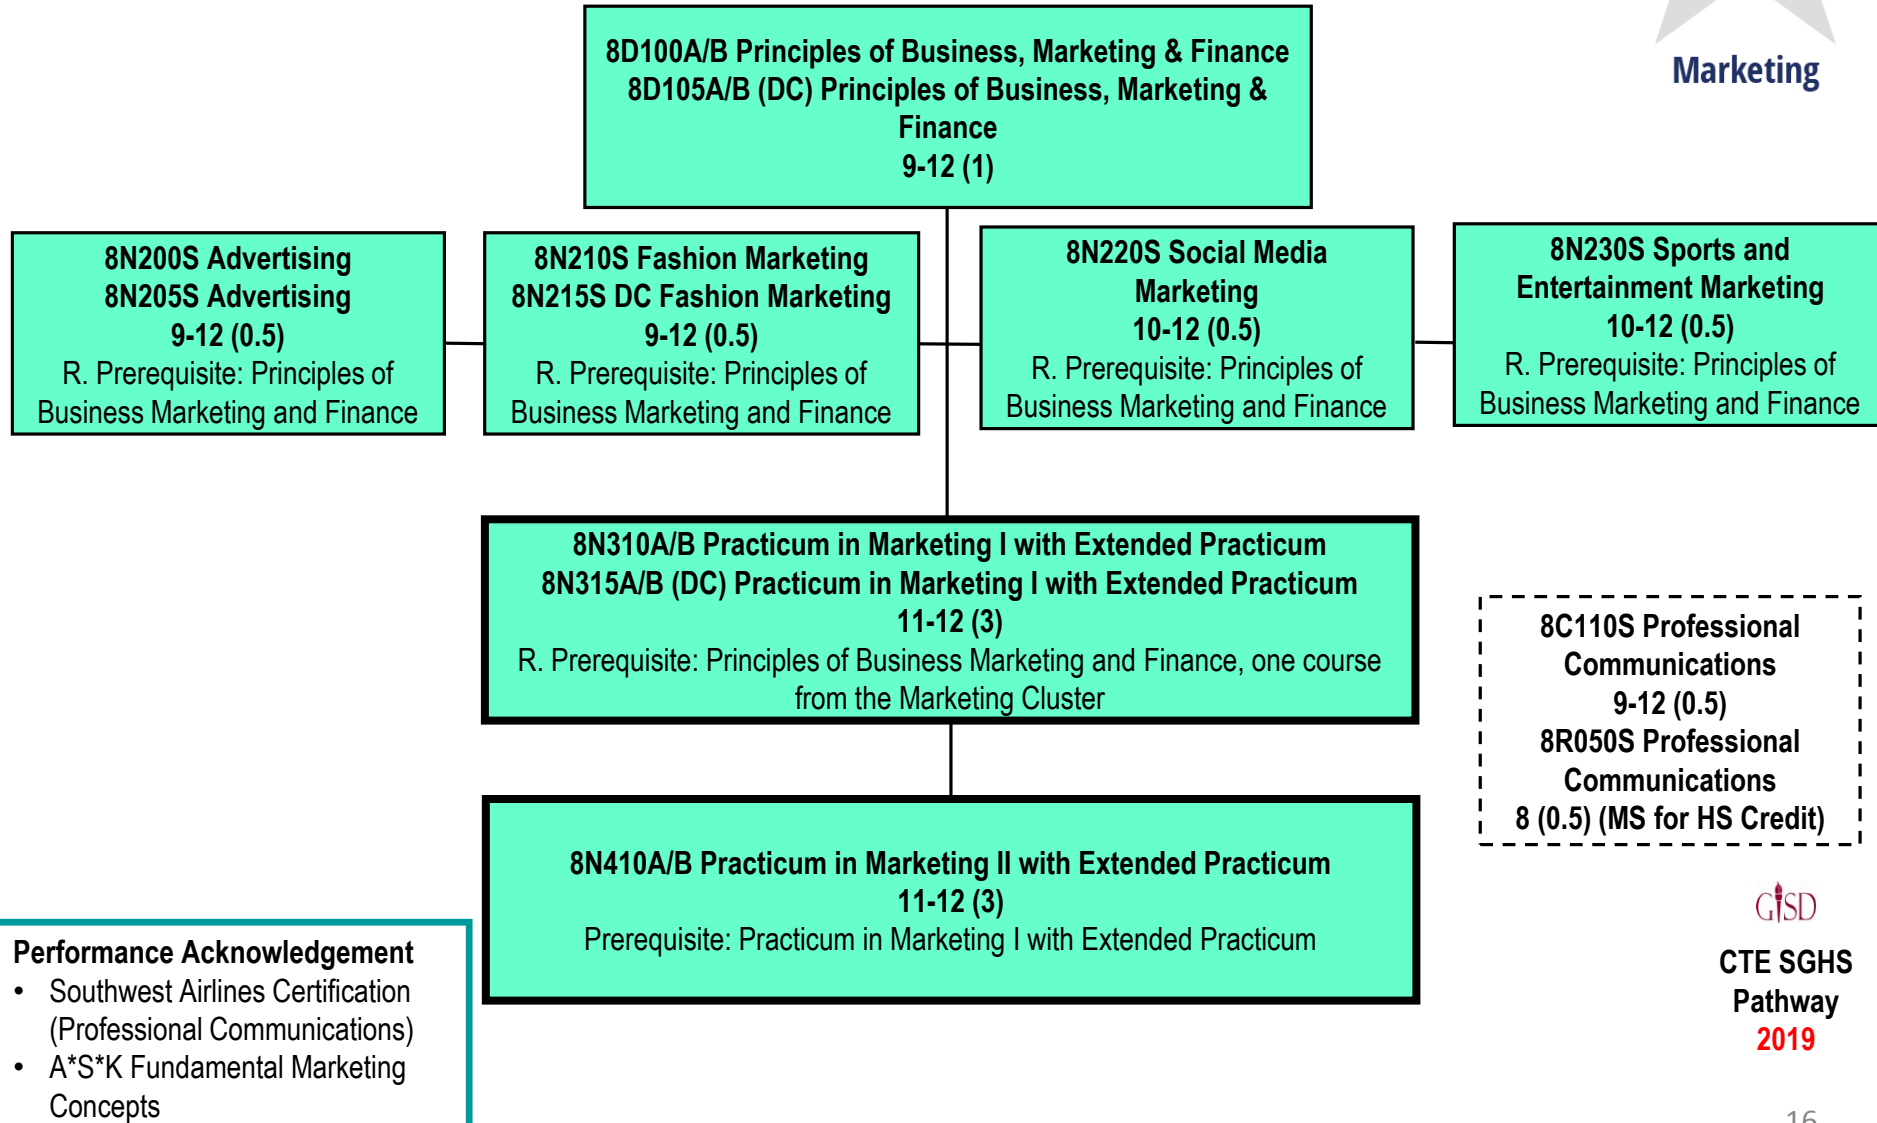 Marketing
8D100A/B Principles of Business, Marketing & Finance
8D105A/B (DC) Principles of Business, Marketing &
Finance
9-12 (1)
8N200S Advertising
8N205S Advertising
9-12 (0.5)
R. Prerequisite: Principles of
Business Marketing and Finance
8N210S Fashion Marketing
8N215S DC Fashion Marketing
9-12 (0.5)
R. Prerequisite: Principles of
Business Marketing and Finance
8N220S Social Media
Marketing
10-12 (0.5)
R. Prerequisite: Principles of
Business Marketing and Finance
8N230S Sports and
Entertainment Marketing
10-12 (0.5)
R. Prerequisite: Principles of
Business Marketing and Finance
8N310A/B Practicum in Marketing I with Extended Practicum
8N315A/B (DC) Practicum in Marketing I with Extended Practicum
11-12 (3)
R. Prerequisite: Principles of Business Marketing and Finance, one course
from the Marketing Cluster
8C110S Professional
Communications
9-12 (0.5)
8R050S Professional
Communications
8 (0.5) (MS for HS Credit)
8N410A/B Practicum in Marketing II with Extended Practicum
11-12 (3)
Prerequisite: Practicum in Marketing I with Extended Practicum
Performance Acknowledgement
• Southwest Airlines Certification
(Professional Communications)
• A*S*K Fundamental Marketing
Concepts
GISD
CTE SGHS
Pathway
2019
16